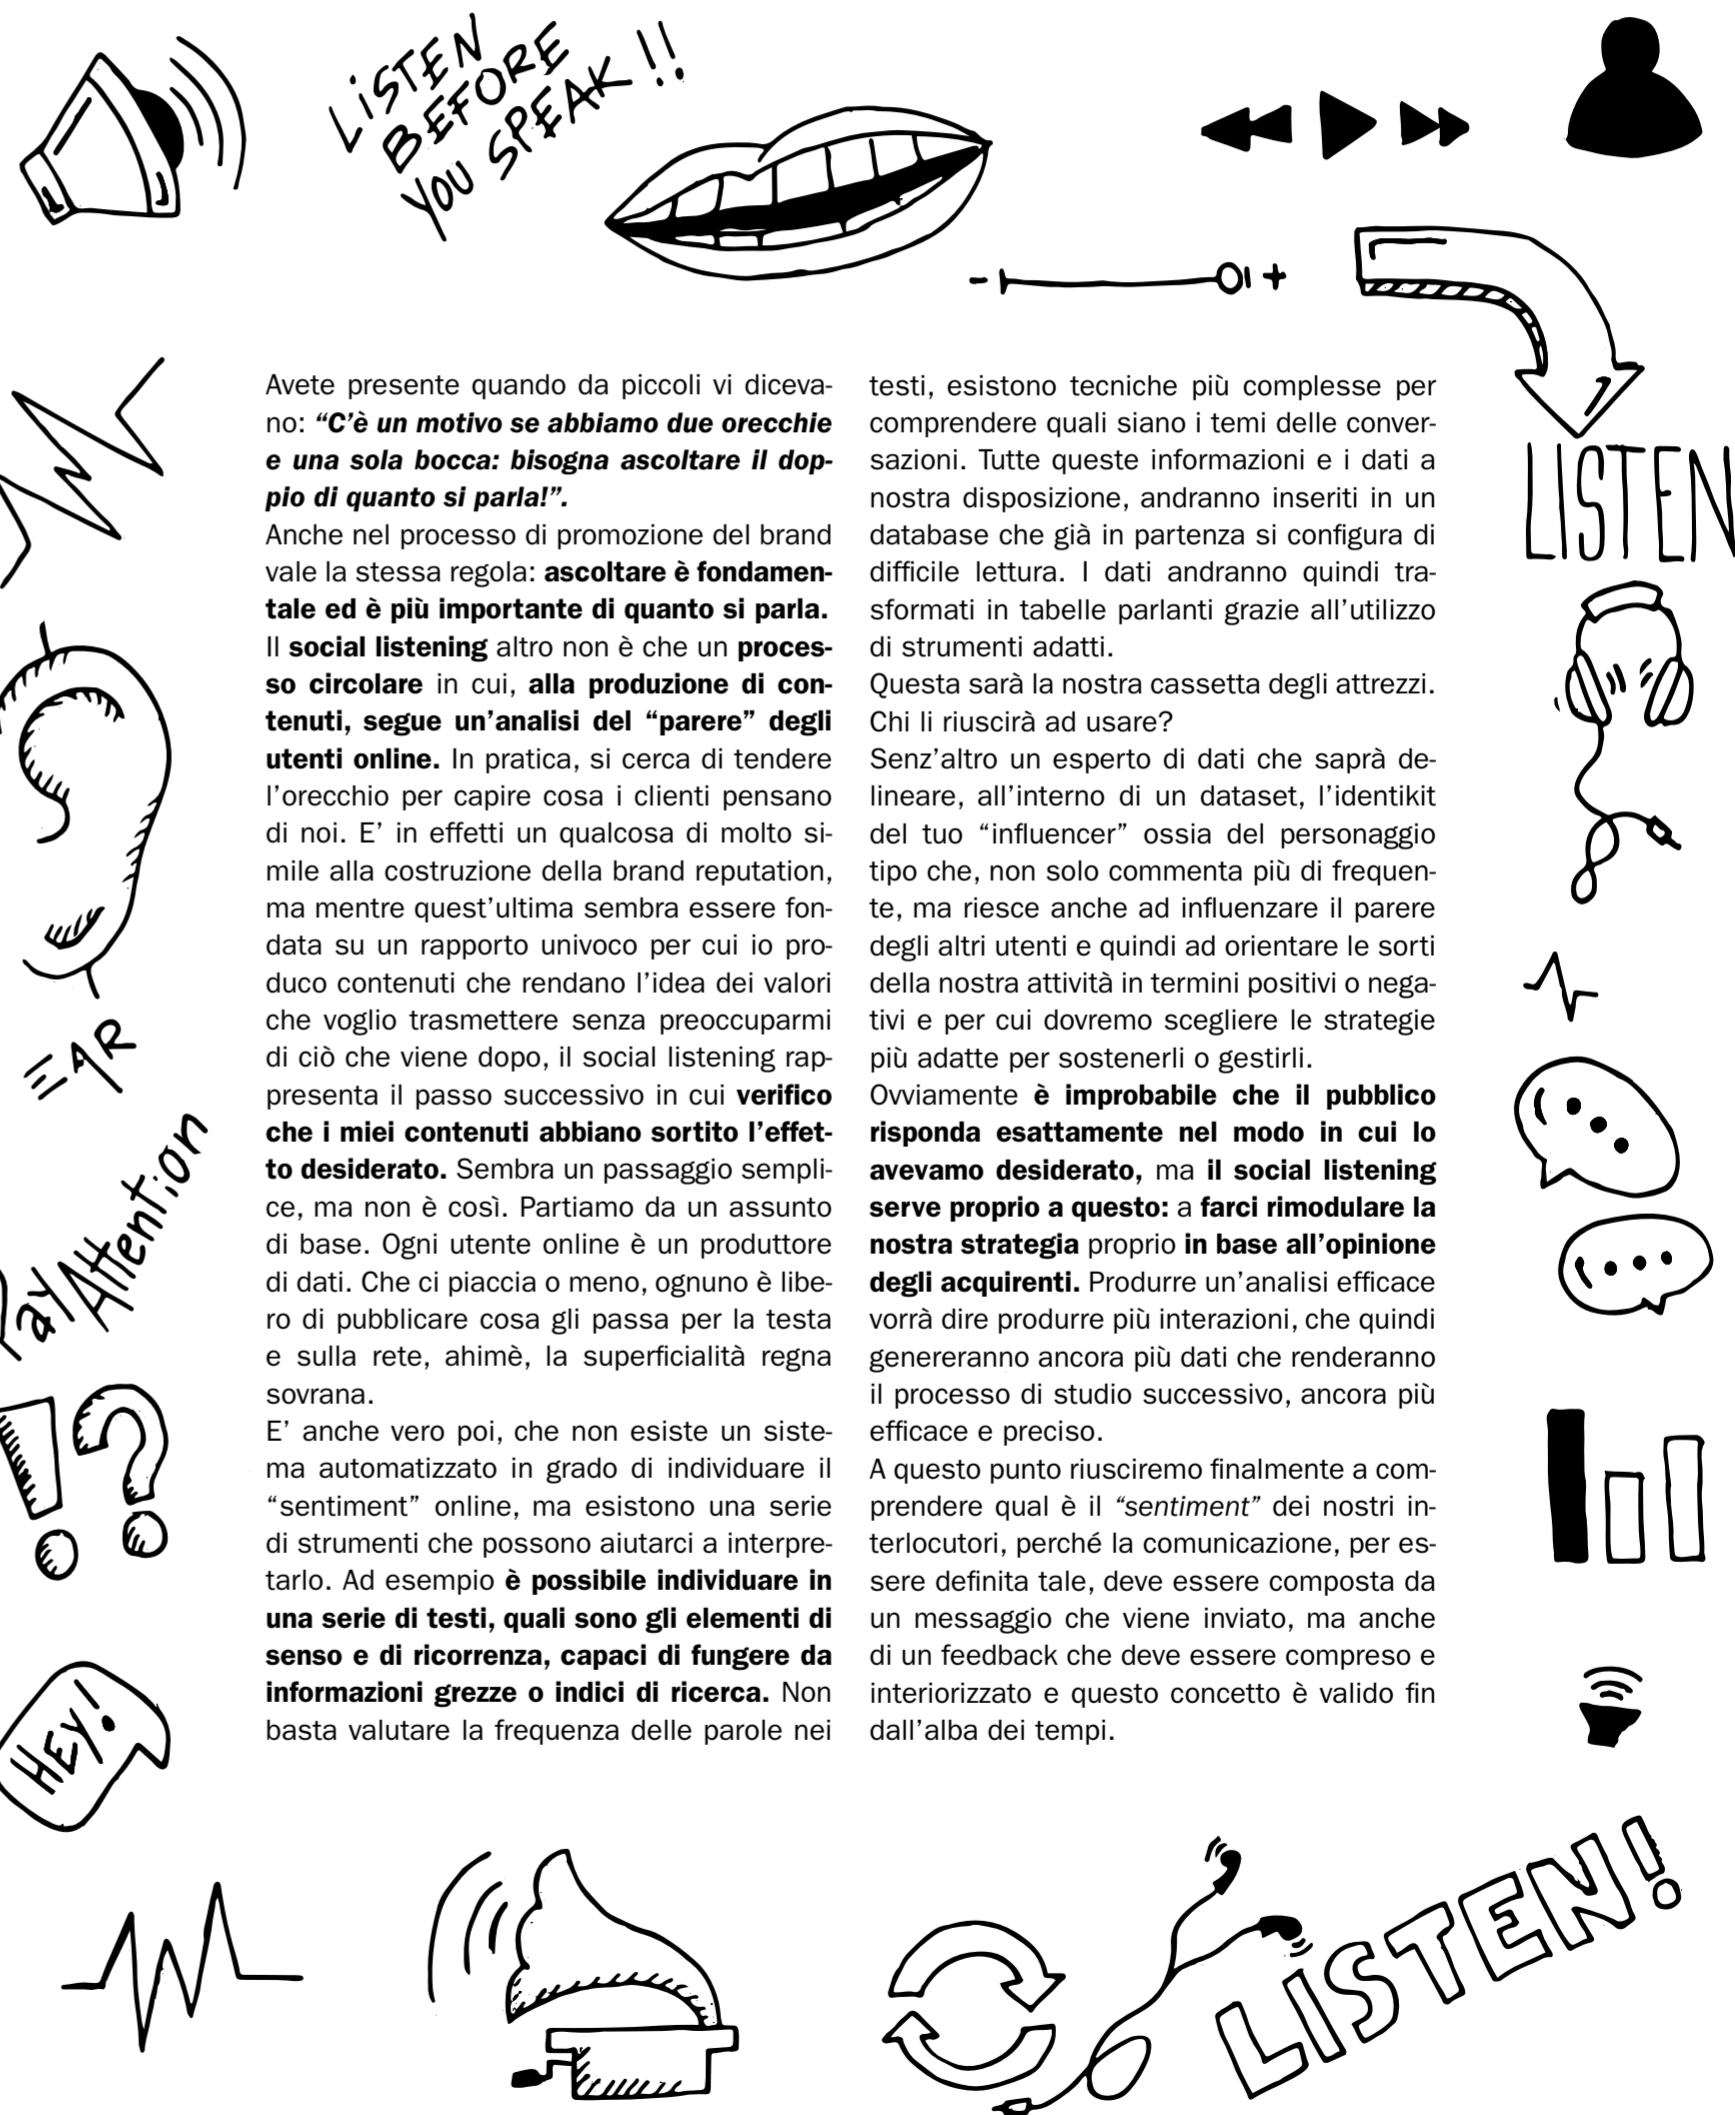 LISTEN
BEFORE
YOU SPEAK !!
Avete presente quando da piccoli vi diceva-
no: “C’è un motivo se abbiamo due orecchie
e una sola bocca: bisogna ascoltare il dop-
pio di quanto si parla!”.
Anche nel processo di promozione del brand
vale la stessa regola: ascoltare è fondamen-
tale ed è più importante di quanto si parla.
Il social listening altro non è che un proces-
so circolare in cui, alla produzione di con-
tenuti, segue un’analisi del “parere” degli
utenti online. In pratica, si cerca di tendere
l’orecchio per capire cosa i clienti pensano
di noi. E’ in effetti un qualcosa di molto si-
mile alla costruzione della brand reputation,
ma mentre quest’ultima sembra essere fon-
data su un rapporto univoco per cui io pro-
duco contenuti che rendano l’idea dei valori
che voglio trasmettere senza preoccuparmi
di ciò che viene dopo, il social listening rap-
presenta il passo successivo in cui verifico
che i miei contenuti abbiano sortito l’effet-
to desiderato. Sembra un passaggio sempli-
ce, ma non è così. Partiamo da un assunto
di base. Ogni utente online è un produttore
di dati. Che ci piaccia o meno, ognuno è libe-
ro di pubblicare cosa gli passa per la testa
e sulla rete, ahimè, la superficialità regna
sovrana.
E’ anche vero poi, che non esiste un siste-
ma automatizzato in grado di individuare il
“sentiment” online, ma esistono una serie
di strumenti che possono aiutarci a interpre-
tarlo. Ad esempio è possibile individuare in
una serie di testi, quali sono gli elementi di
senso e di ricorrenza, capaci di fungere da
informazioni grezze o indici di ricerca. Non
basta valutare la frequenza delle parole nei
testi, esistono tecniche più complesse per
comprendere quali siano i temi delle conver-
sazioni. Tutte queste informazioni e i dati a
nostra disposizione, andranno inseriti in un
database che già in partenza si configura di
difficile lettura. I dati andranno quindi tra-
sformati in tabelle parlanti grazie all’utilizzo
di strumenti adatti.
Questa sarà la nostra cassetta degli attrezzi.
Chi li riuscirà ad usare?
Senz’altro un esperto di dati che saprà de-
lineare, all’interno di un dataset, l’identikit
del tuo “influencer” ossia del personaggio
tipo che, non solo commenta più di frequen-
te, ma riesce anche ad influenzare il parere
degli altri utenti e quindi ad orientare le sorti
della nostra attività in termini positivi o nega-
tivi e per cui dovremo scegliere le strategie
più adatte per sostenerli o gestirli.
Ovviamente è improbabile che il pubblico
risponda esattamente nel modo in cui lo
avevamo desiderato, ma il social listening
serve proprio a questo: a farci rimodulare la
nostra strategia proprio in base all’opinione
degli acquirenti. Produrre un’analisi efficace
vorrà dire produrre più interazioni, che quindi
genereranno ancora più dati che renderanno
il processo di studio successivo, ancora più
efficace e preciso.
A questo punto riusciremo finalmente a com-
prendere qual è il “sentiment” dei nostri in-
terlocutori, perché la comunicazione, per es-
sere definita tale, deve essere composta da
un messaggio che viene inviato, ma anche
di un feedback che deve essere compreso e
interiorizzato e questo concetto è valido fin
dall’alba dei tempi.
LISTEN
EAR
Pay Attention
!?
HEY!
LISTEN!